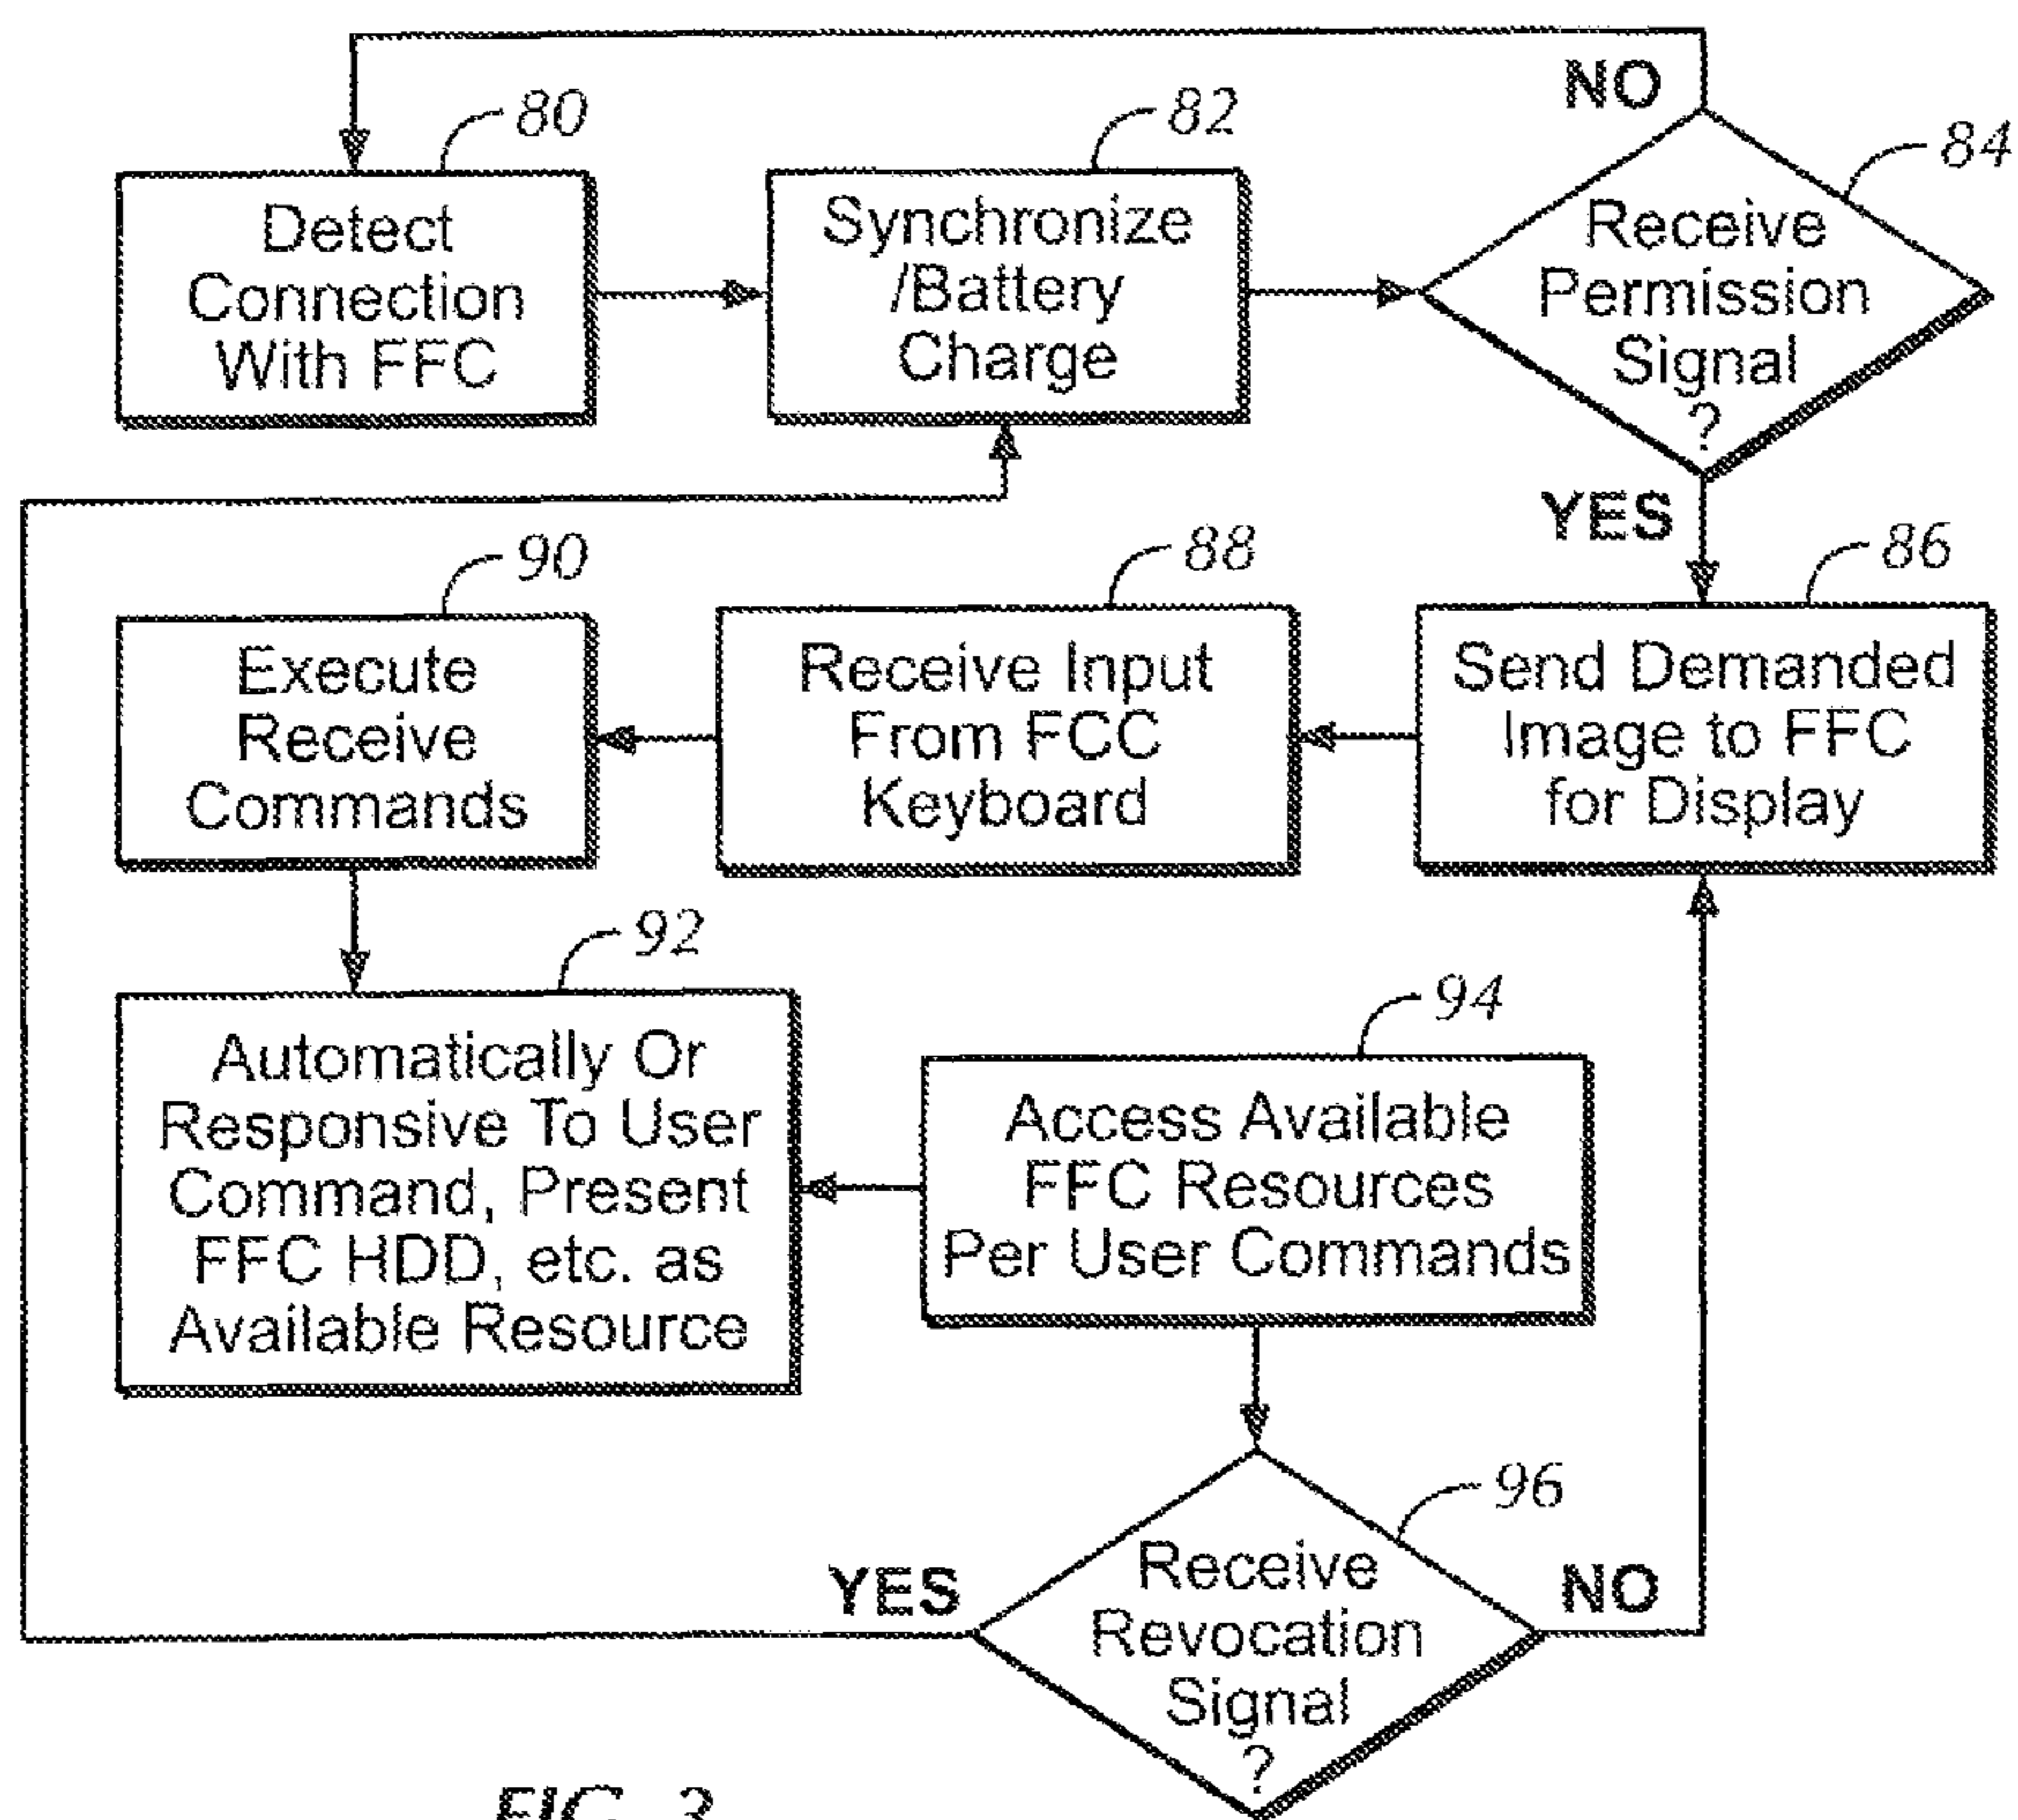 NO
80
82
84
Detect
Connection
With FFC
Synchronize
/Battery
Charge
Receive
Permission
Signal
?
YES
90
88
86
Execute
Receive
Commands
Receive Input
From FCC
Keyboard
Send Demanded
Image to FFC
for Display
92
94
Automatically Or
Responsive To User
Command, Present
FFC HDD, etc. as
Available Resource
Access Available
FFC Resources
Per User Commands
96
YES
Receive
Revocation
Signal
?
NO
FIG. 3